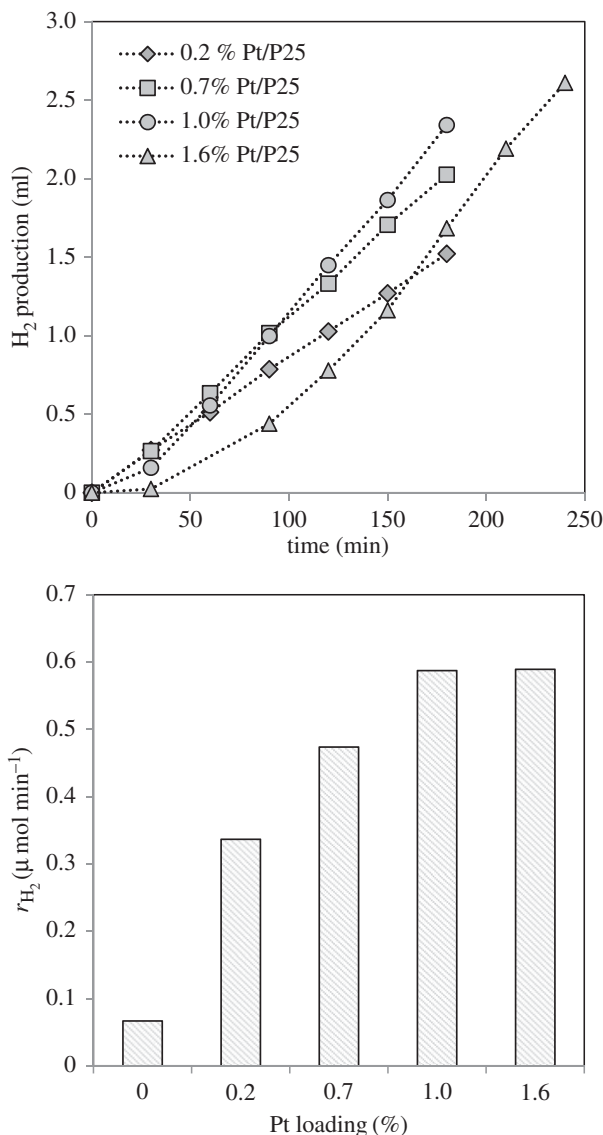 3.0
2.5
2.0
1.5
1.0
0.5
0
H₂ production (ml)
0.2 % Pt/P25
0.7% Pt/P25
1.0% Pt/P25
1.6% Pt/P25
0 50 100 150 200 250
time (min)
0.7
0.6
0.5
0.4
0.3
0.2
0.1
0
r_H₂ (μ mol min⁻¹)
0 0.2 0.7 1.0 1.6
Pt loading (%)